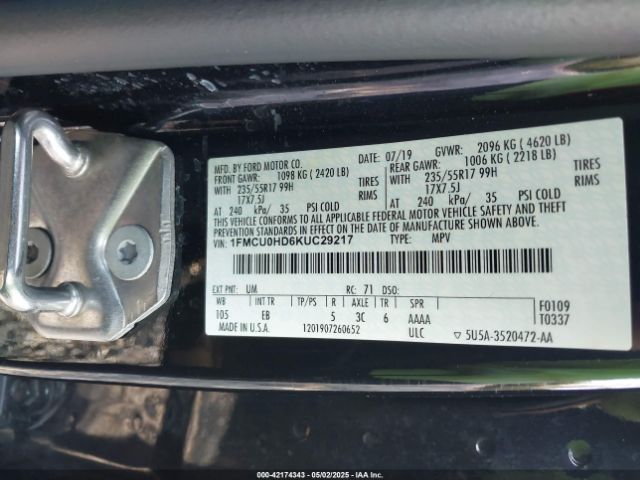 MFD. BY FORD MOTOR CO. 07/19 GVWR: 2096 KG ( 4620 LB)
FRONT GAWR: 1098 KG ( 2420 LB) REAR GAWR: 1006 KG ( 2218 LB)
WITH 235/55R17 99H TIRES WITH 235/55R17 99H TIRES
17X7.5J RIMS 17X7.5J RIMS
AT 240 kPa/ 35 PSI COLD AT 240 kPa/ 35 PSI COLD
THIS VEHICLE CONFORMS TO ALL APPLICABLE FEDERAL MOTOR VEHICLE SAFETY, BUMPER, AND
THEFT PREVENTION STANDARDS IN EFFECT ON THE DATE OF MANUFACTURE SHOWN ABOVE.
VIN: 1FMCU0HD6KUC29217 TYPE: MPV
EXT PNT: UM RC: 71 DSO:
WB INT TR TP/PS R AXLE TR SPR F0109
105 EB 5 3C 6 AAAA T0337
MADE IN U.S.A. 1201907260652 ULC 5U5A-3520472-AA
00-42174343 - 05/02/2025 - IAAI.COM